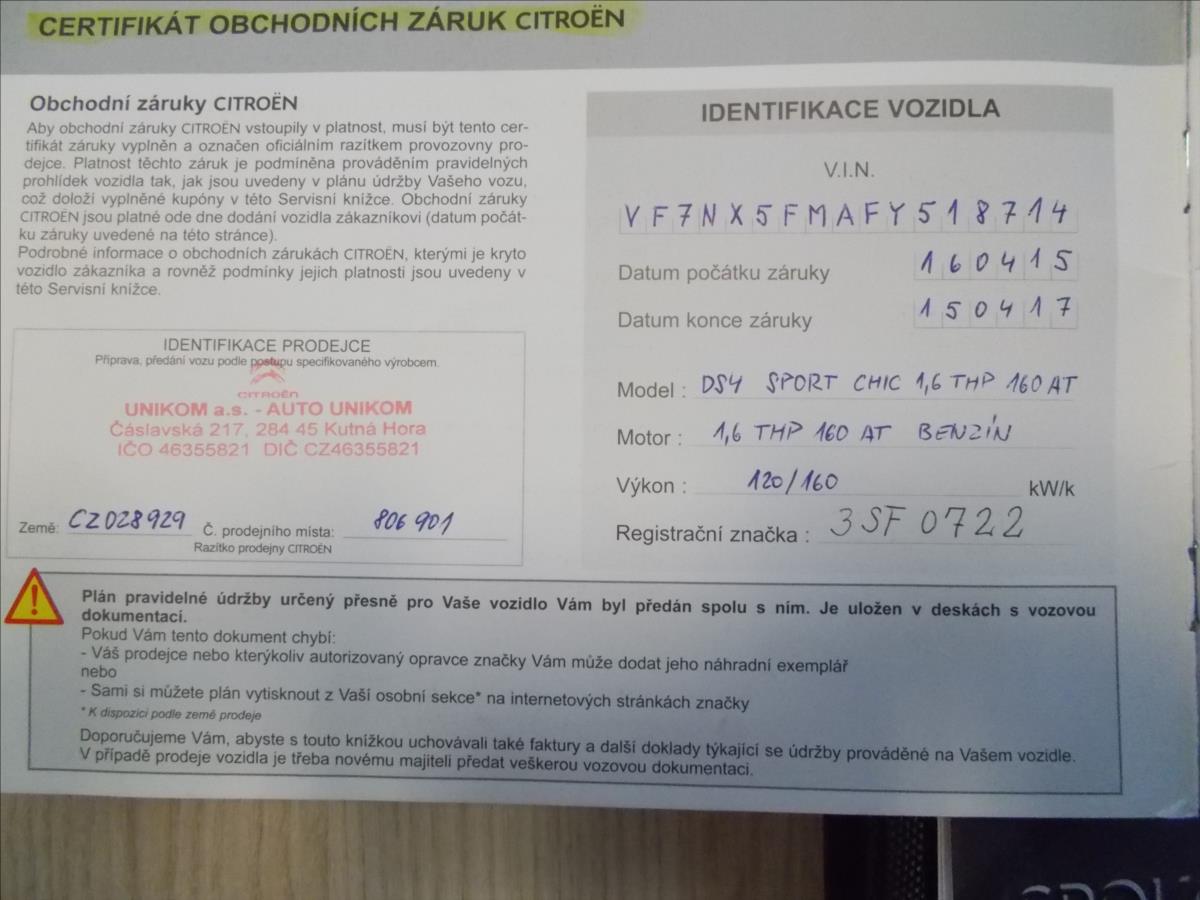 CERTIFIKÁT OBCHODNÍCH ZÁRUK CITROËN
Obchodní záruky CITROËN
Aby obchodní záruky CITROËN vstoupily v platnost, musí být tento cer-
tifikát záruky vyplněn a označen oficiálním razítkem provozovny pro-
dejce. Platnost těchto záruk je podmíněna prováděním pravidelných
prohlídek vozidla tak, jak jsou uvedeny v plánu údržby Vašeho vozu,
což doloží vyplněné kupóny v této Servisní knížce. Obchodní záruky
CITROËN jsou platné ode dne dodání vozidla zákazníkovi (datum počát-
ku záruky uvedené na této stránce).
Podrobné informace o obchodních zárukách CITROËN, kterými je kryto
vozidlo zákazníka a rovněž podmínky jejich platnosti jsou uvedeny v
této Servisní knížce.
IDENTIFIKACE PRODEJCE
Příprava, předání vozu podle postupu specifikovaného výrobcem.
CITROËN
UNIKOM a.s. - AUTO UNIKOM
Čáslavská 217, 284 45 Kutná Hora
IČO 46355821 DIČ CZ46355821
Země: CZ028929 Č. prodejního místa: 806901
Razítko prodejny CITROËN
IDENTIFIKACE VOZIDLA
V.I.N.
VF7NX5FMAFY518714
Datum počátku záruky 160415
Datum konce záruky 150417
Model : DS4 SPORT CHIC 1,6 THP 160 AT
Motor : 1,6 THP 160 AT BENZÍN
Výkon : 120/160 kW/k
Registrační značka : 3SF 0722
Plán pravidelné údržby určený přesně pro Vaše vozidlo Vám byl předán spolu s ním. Je uložen v deskách s vozovou
dokumentací.
Pokud Vám tento dokument chybí:
- Váš prodejce nebo kterýkoliv autorizovaný opravce značky Vám může dodat jeho náhradní exemplář
nebo
- Sami si můžete plán vytisknout z Vaší osobní sekce* na internetových stránkách značky
* K dispozici podle země prodeje
Doporučujeme Vám, abyste s touto knížkou uchovávali také faktury a další doklady týkající se údržby prováděné na Vašem vozidle.
V případě prodeje vozidla je třeba novému majiteli předat veškerou vozovou dokumentaci.